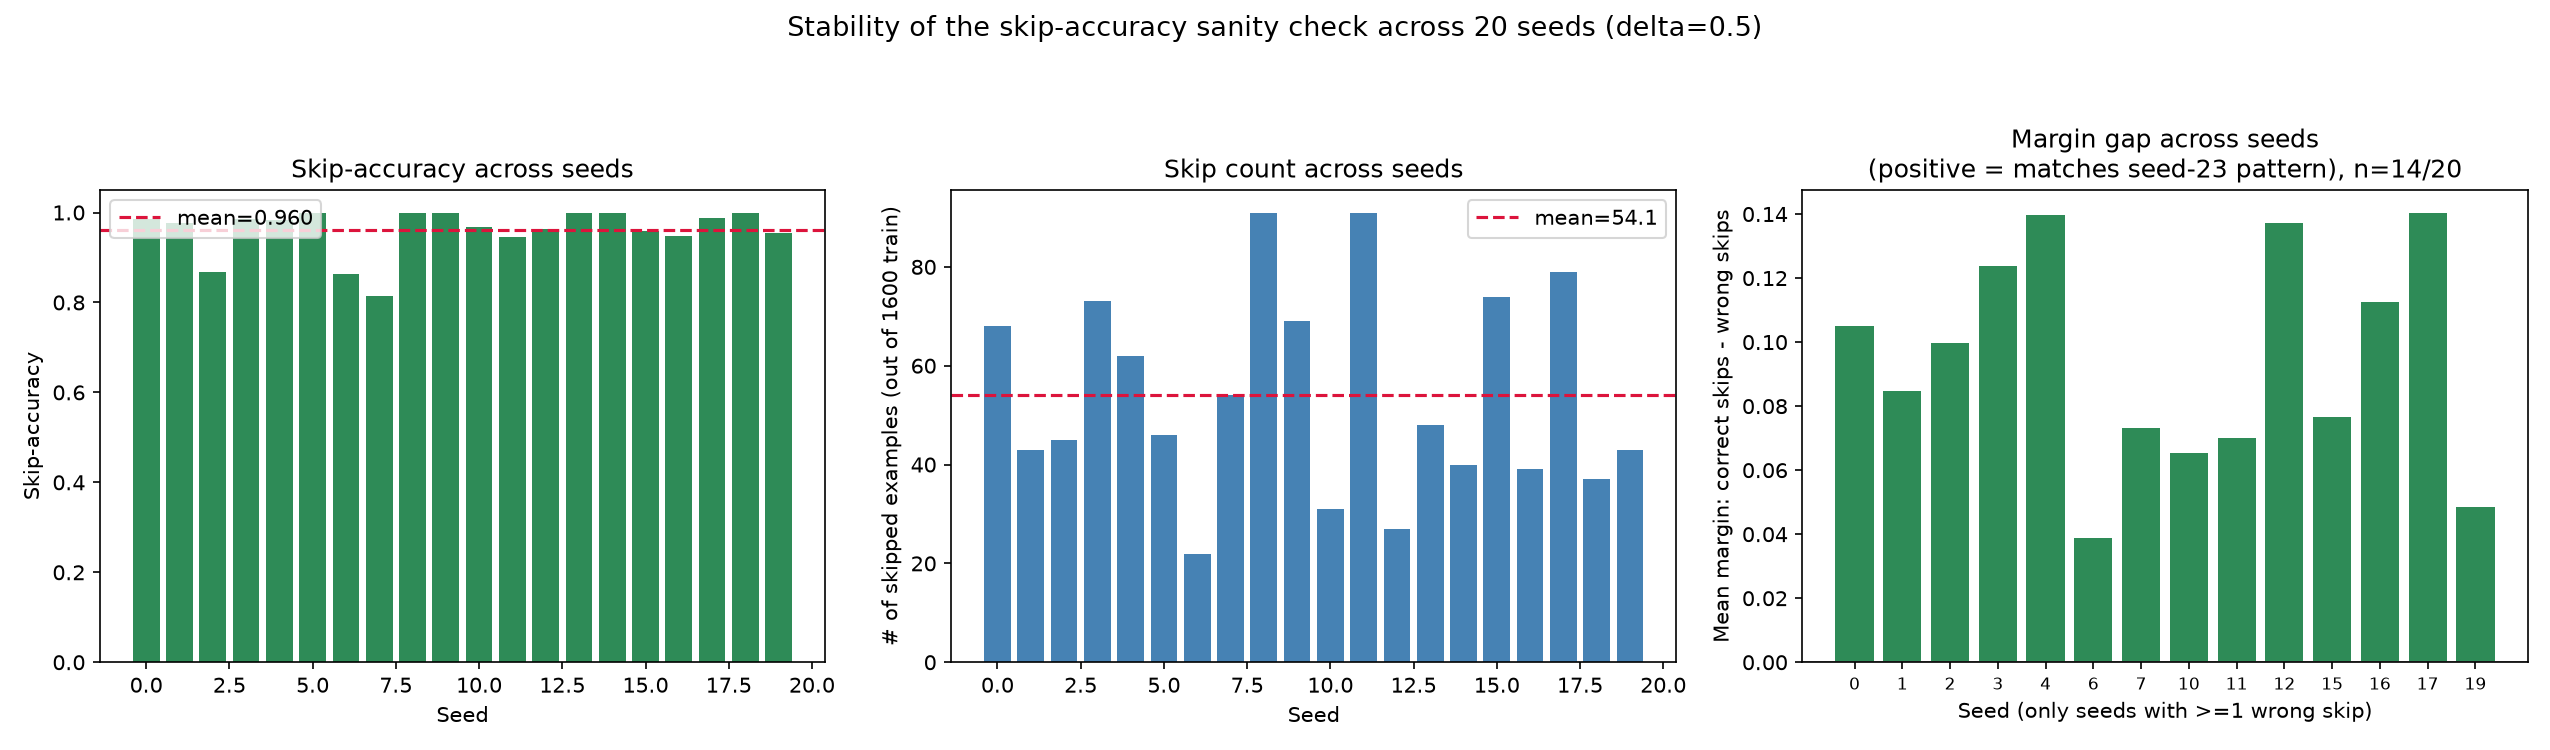 Stability of the skip-accuracy sanity check across 20 seeds (delta=0.5)
Skip-accuracy across seeds
mean=0.960
1.0
0.8
0.6
0.4
0.2
0.0
Skip-accuracy
0.0 2.5 5.0 7.5 10.0 12.5 15.0 17.5 20.0
Seed
Skip count across seeds
mean=54.1
80
60
40
20
0
# of skipped examples (out of 1600 train)
0.0 2.5 5.0 7.5 10.0 12.5 15.0 17.5 20.0
Seed
Margin gap across seeds
(positive = matches seed-23 pattern), n=14/20
0.14
0.12
0.10
0.08
0.06
0.04
0.02
0.00
Mean margin: correct skips - wrong skips
0 1 2 3 4 6 7 10 11 12 15 16 17 19
Seed (only seeds with >=1 wrong skip)